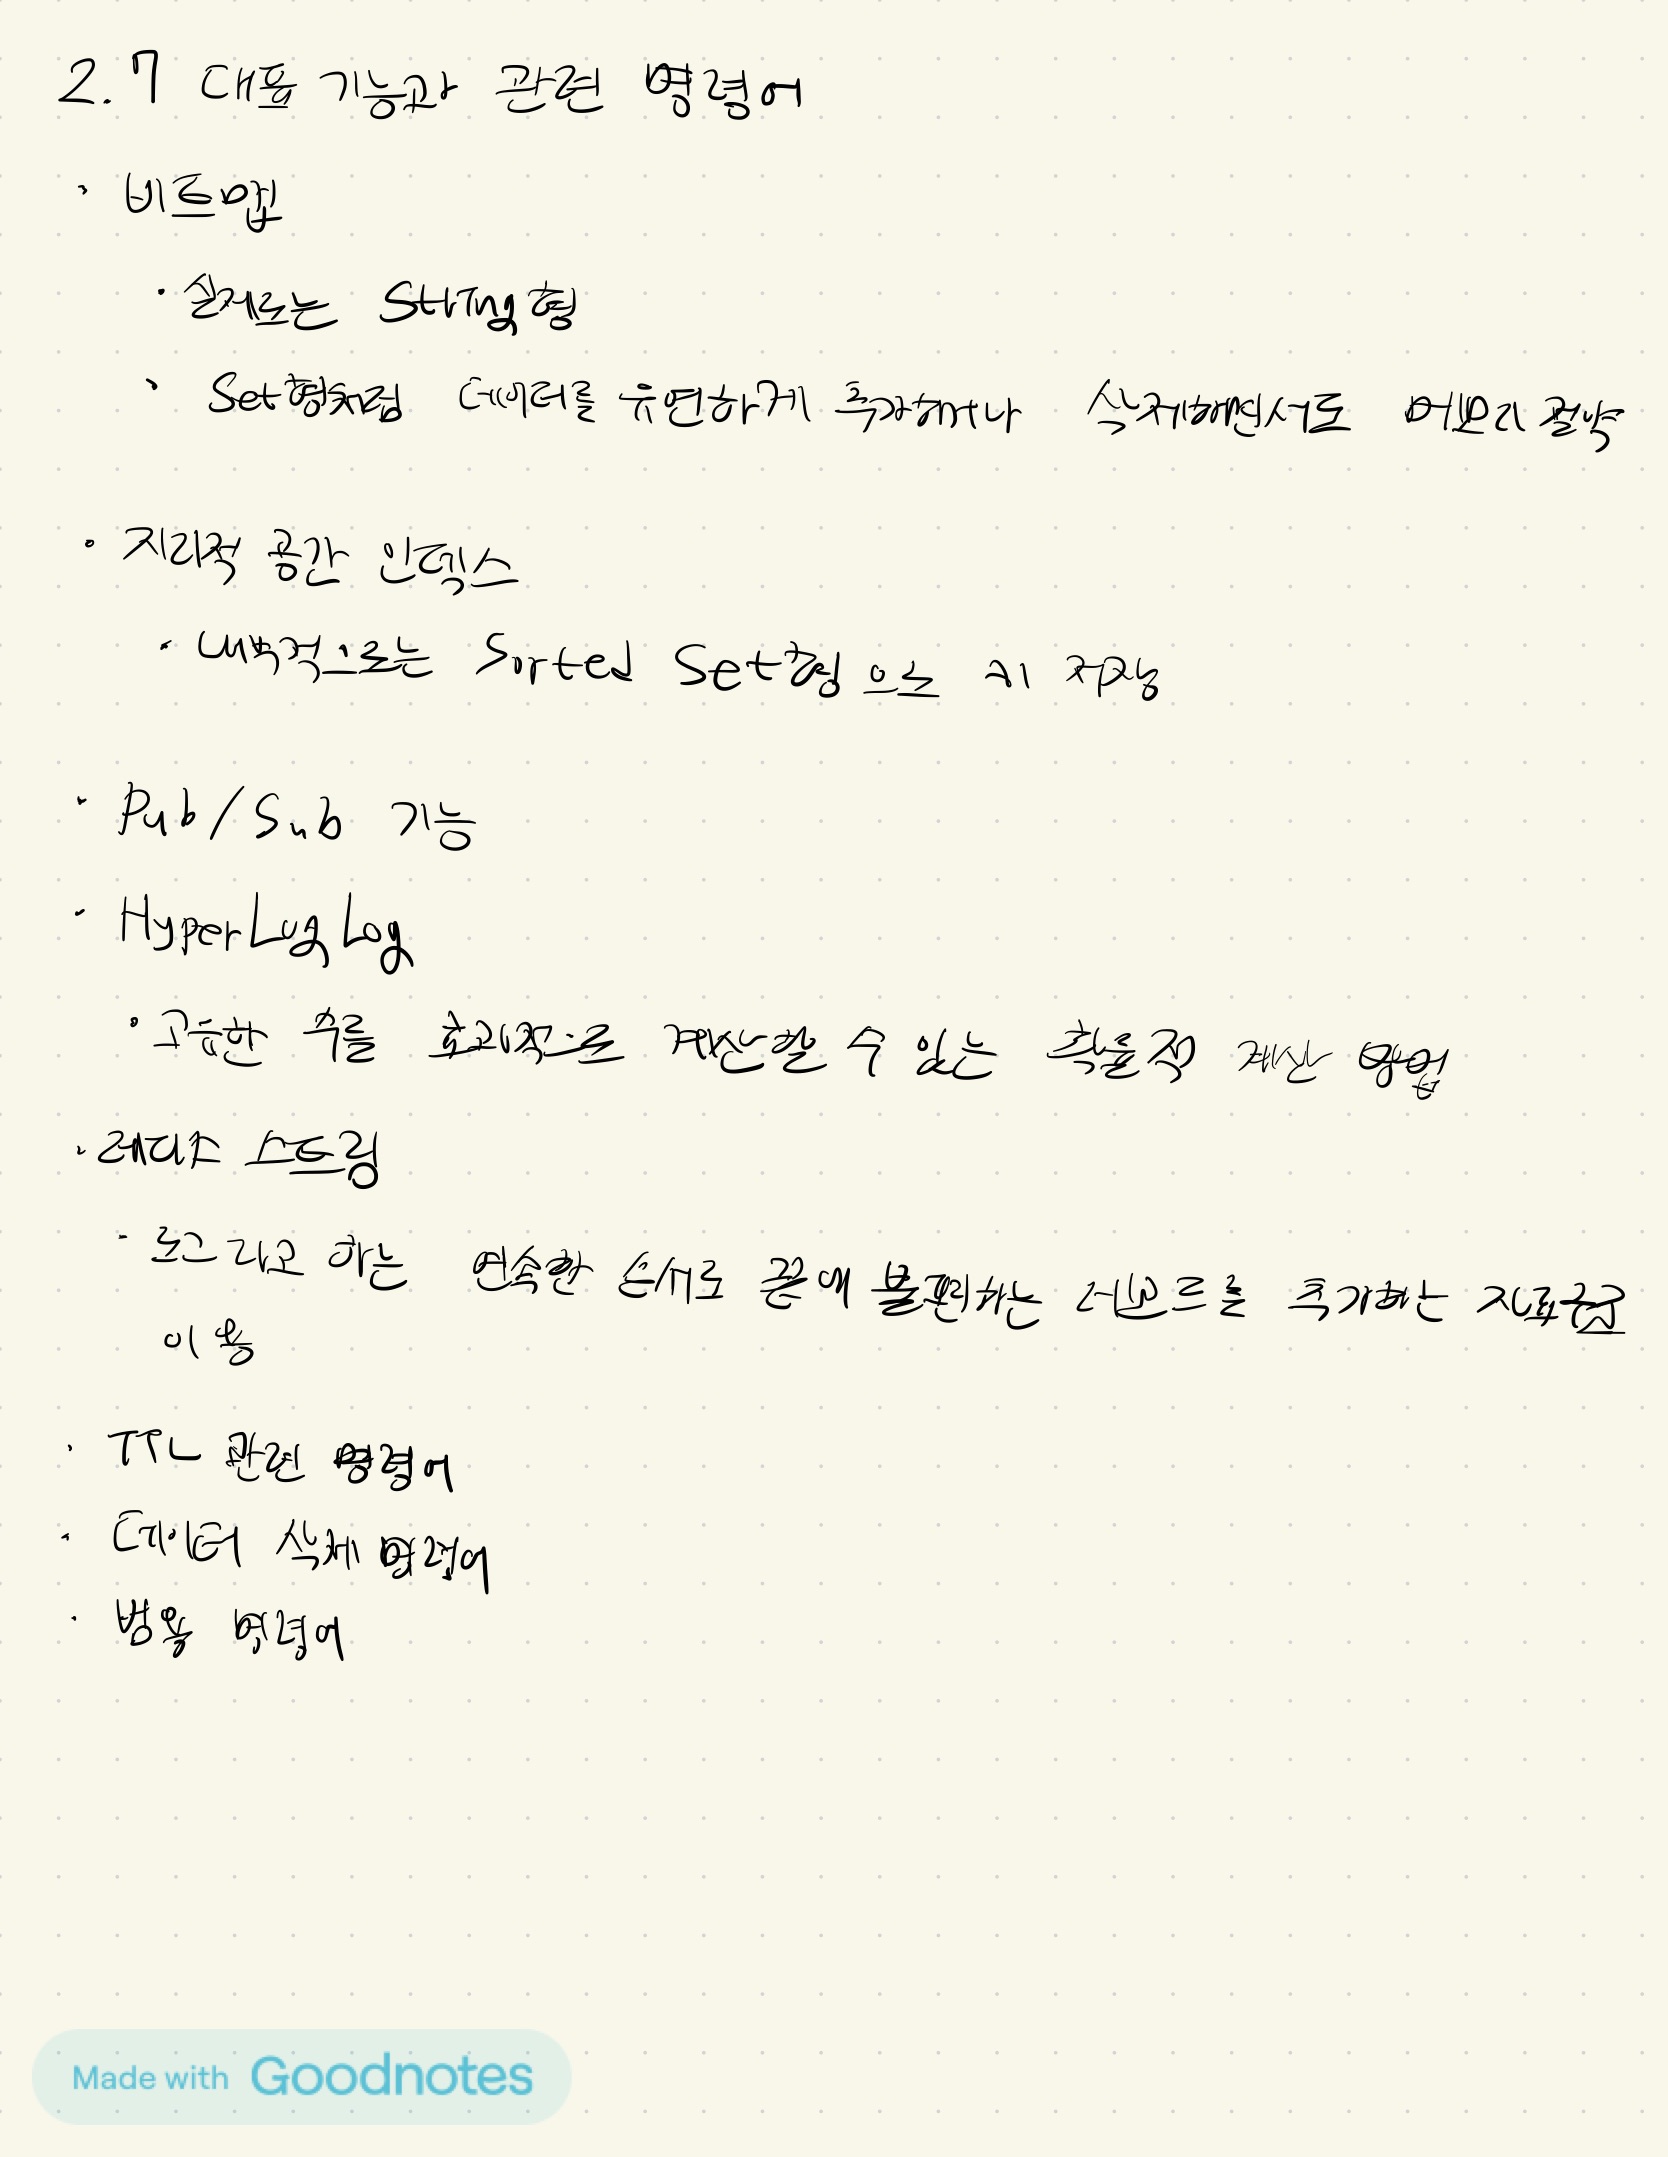 2.7 대표 기능과 관련 명령어
· 비트맵
· 실제로는 String형
· Set형처럼 데이터를 유연하게 추가하거나 삭제하면서도 메모리 절약
· 지리적 공간 인덱스
· 내부적으로는 Sorted Set형으로 저장
· Pub/Sub 기능
· HyperLogLog
· 고유한 수를 효과적으로 계산할 수 있는 확률적 계산 방법
· 레디스 스트림
· 로그라고 하는 연속한 순서로 끝에 불편하는 레코드를 추가하는 자료구조
이용
· TTL 관련 명령어
· 데이터 삭제 명령어
· 범용 명령어
Made with Goodnotes